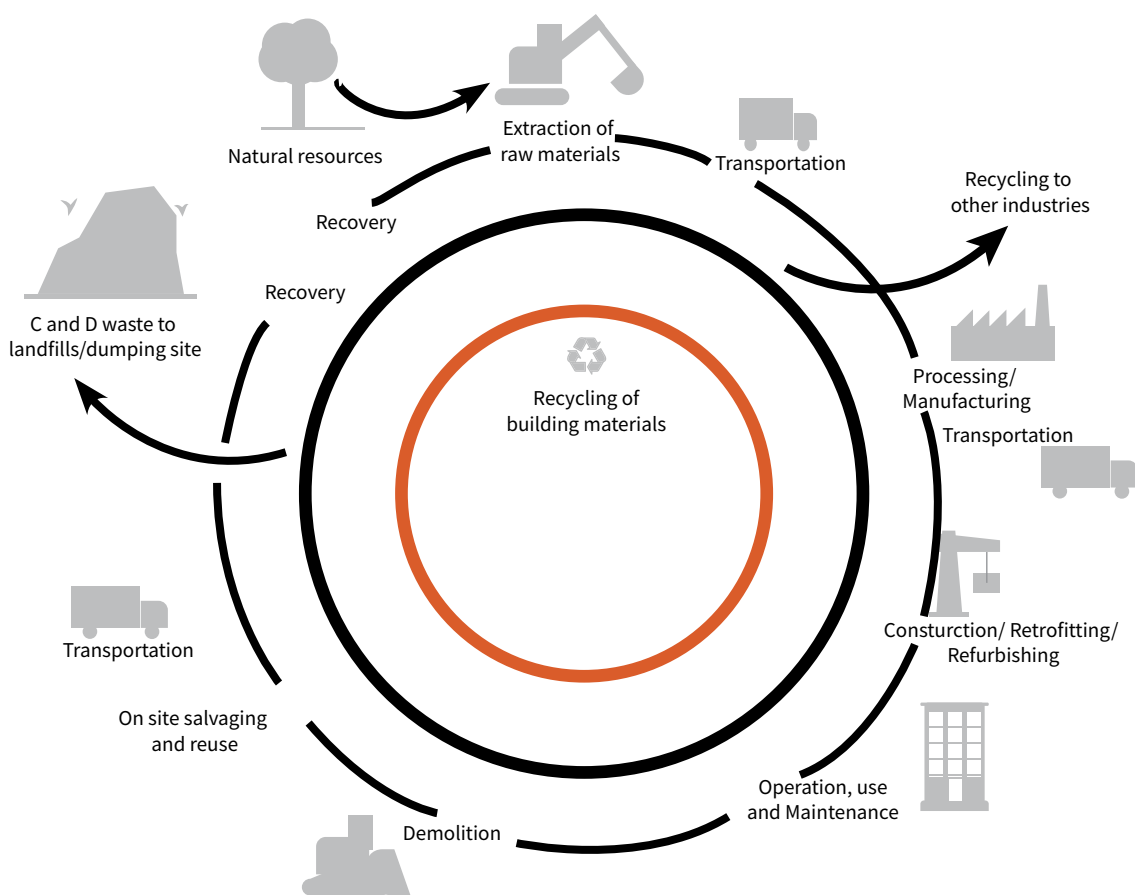 Natural resources
Extraction of
raw materials
Transportation
Recycling to
other industries
Processing/
Manufacturing
Transportation
Consturction/ Retrofitting/
Refurbishing
Operation, use
and Maintenance
Demolition
On site salvaging
and reuse
Transportation
C and D waste to
landfills/dumping site
Recovery
Recovery
Recycling of
building materials